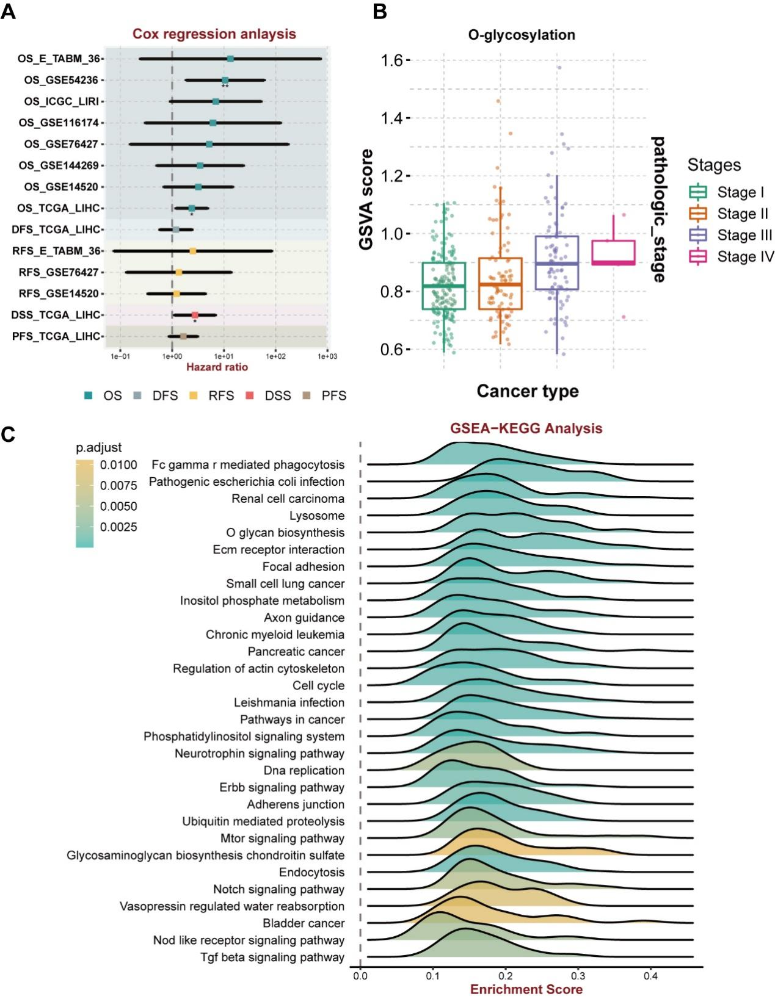 A
Cox regression anlaysis
OS_E_TABM_36
OS_GSE54236
**
OS_ICGC_LIRI
OS_GSE116174
OS_GSE76427
OS_GSE144269
OS_GSE14520
OS_TCGA_LIHC
*
DFS_TCGA_LIHC
RFS_E_TABM_36
RFS_GSE76427
RFS_GSE14520
DSS_TCGA_LIHC
*
PFS_TCGA_LIHC
1e−01 1e+00 1e+01 1e+02 1e+03
Hazard ratio
OS DFS RFS DSS PFS
B
O-glycosylation
GSVA score
1.6
1.4
1.2
1.0
0.8
0.6
Cancer type
pathologic_stage
Stages
Stage I
Stage II
Stage III
Stage IV
C
GSEA−KEGG Analysis
p.adjust
0.0100
0.0075
0.0050
0.0025
Fc gamma r mediated phagocytosis
Pathogenic escherichia coli infection
Renal cell carcinoma
Lysosome
O glycan biosynthesis
Ecm receptor interaction
Focal adhesion
Small cell lung cancer
Inositol phosphate metabolism
Axon guidance
Chronic myeloid leukemia
Pancreatic cancer
Regulation of actin cytoskeleton
Cell cycle
Leishmania infection
Pathways in cancer
Phosphatidylinositol signaling system
Neurotrophin signaling pathway
Dna replication
Erbb signaling pathway
Adherens junction
Ubiquitin mediated proteolysis
Mtor signaling pathway
Glycosaminoglycan biosynthesis chondroitin sulfate
Endocytosis
Notch signaling pathway
Vasopressin regulated water reabsorption
Bladder cancer
Nod like receptor signaling pathway
Tgf beta signaling pathway
0.0 0.1 0.2 0.3 0.4
Enrichment Score